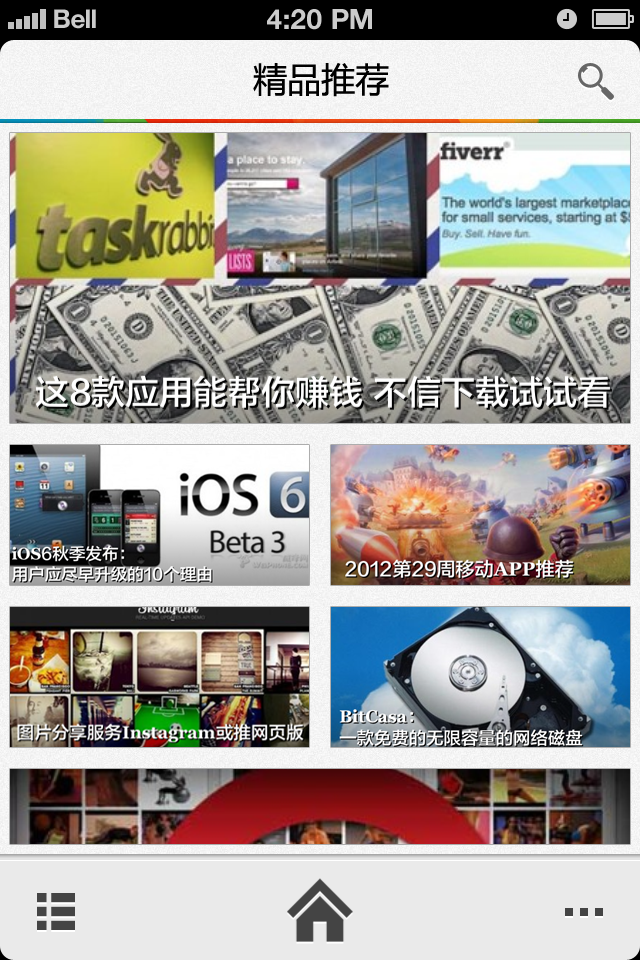 Bell
4:20 PM
精品推荐
taskrabbi
a place to stay
fiverr
The world's largest marketplace
for small services, starting at $5
Buy. Sell. Have fun.
LISTS
这8款应用能帮你赚钱 不信下载试试看
iOS 6
Beta 3
iOS6秋季发布：
用户应尽早升级的10个理由
2012第29周移动APP推荐
Instagram
REAL-TIME UPDATES API DEMO
图片分享服务Instagram或推网页版
BitCasa：
一款免费的无限容量的网络磁盘